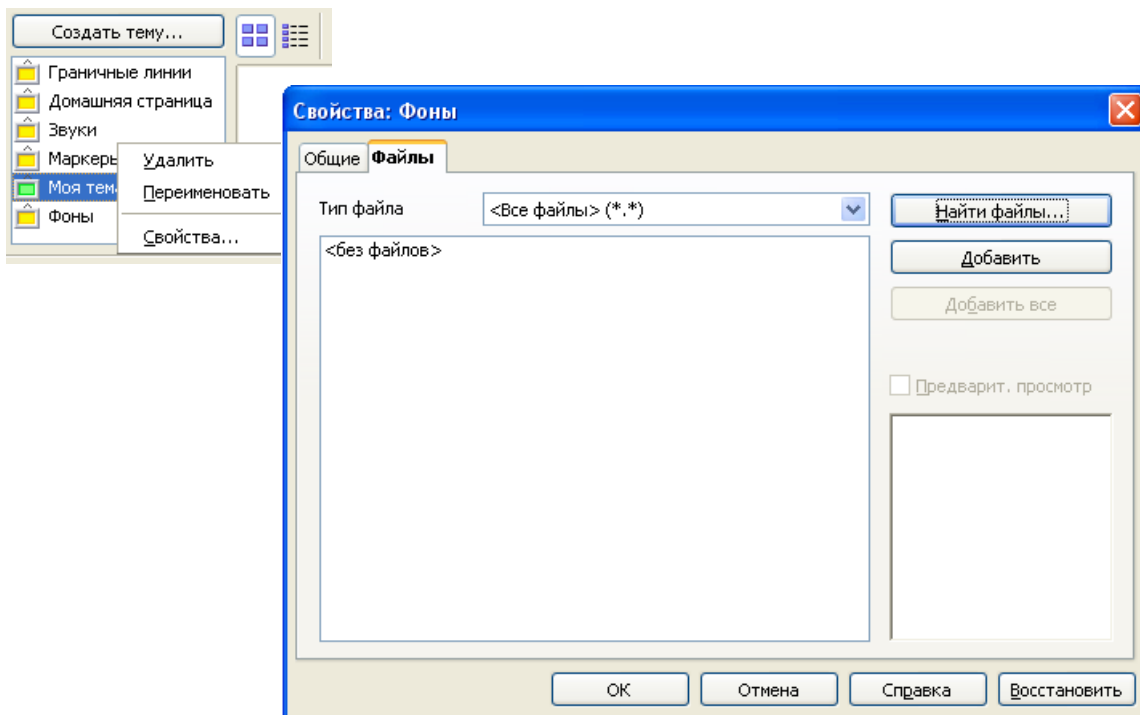 Создать тему...
Граничные линии
Домашняя страница
Звуки
Маркеры
Моя тема
Фоны
Удалить
Переименовать
Свойства...
Свойства: Фоны
Общие Файлы
Тип файла <Все файлы> (*.*) Найти файлы...
<без файлов> Добавить
Добавить все
Предварит. просмотр
ОК Отмена Справка Восстановить